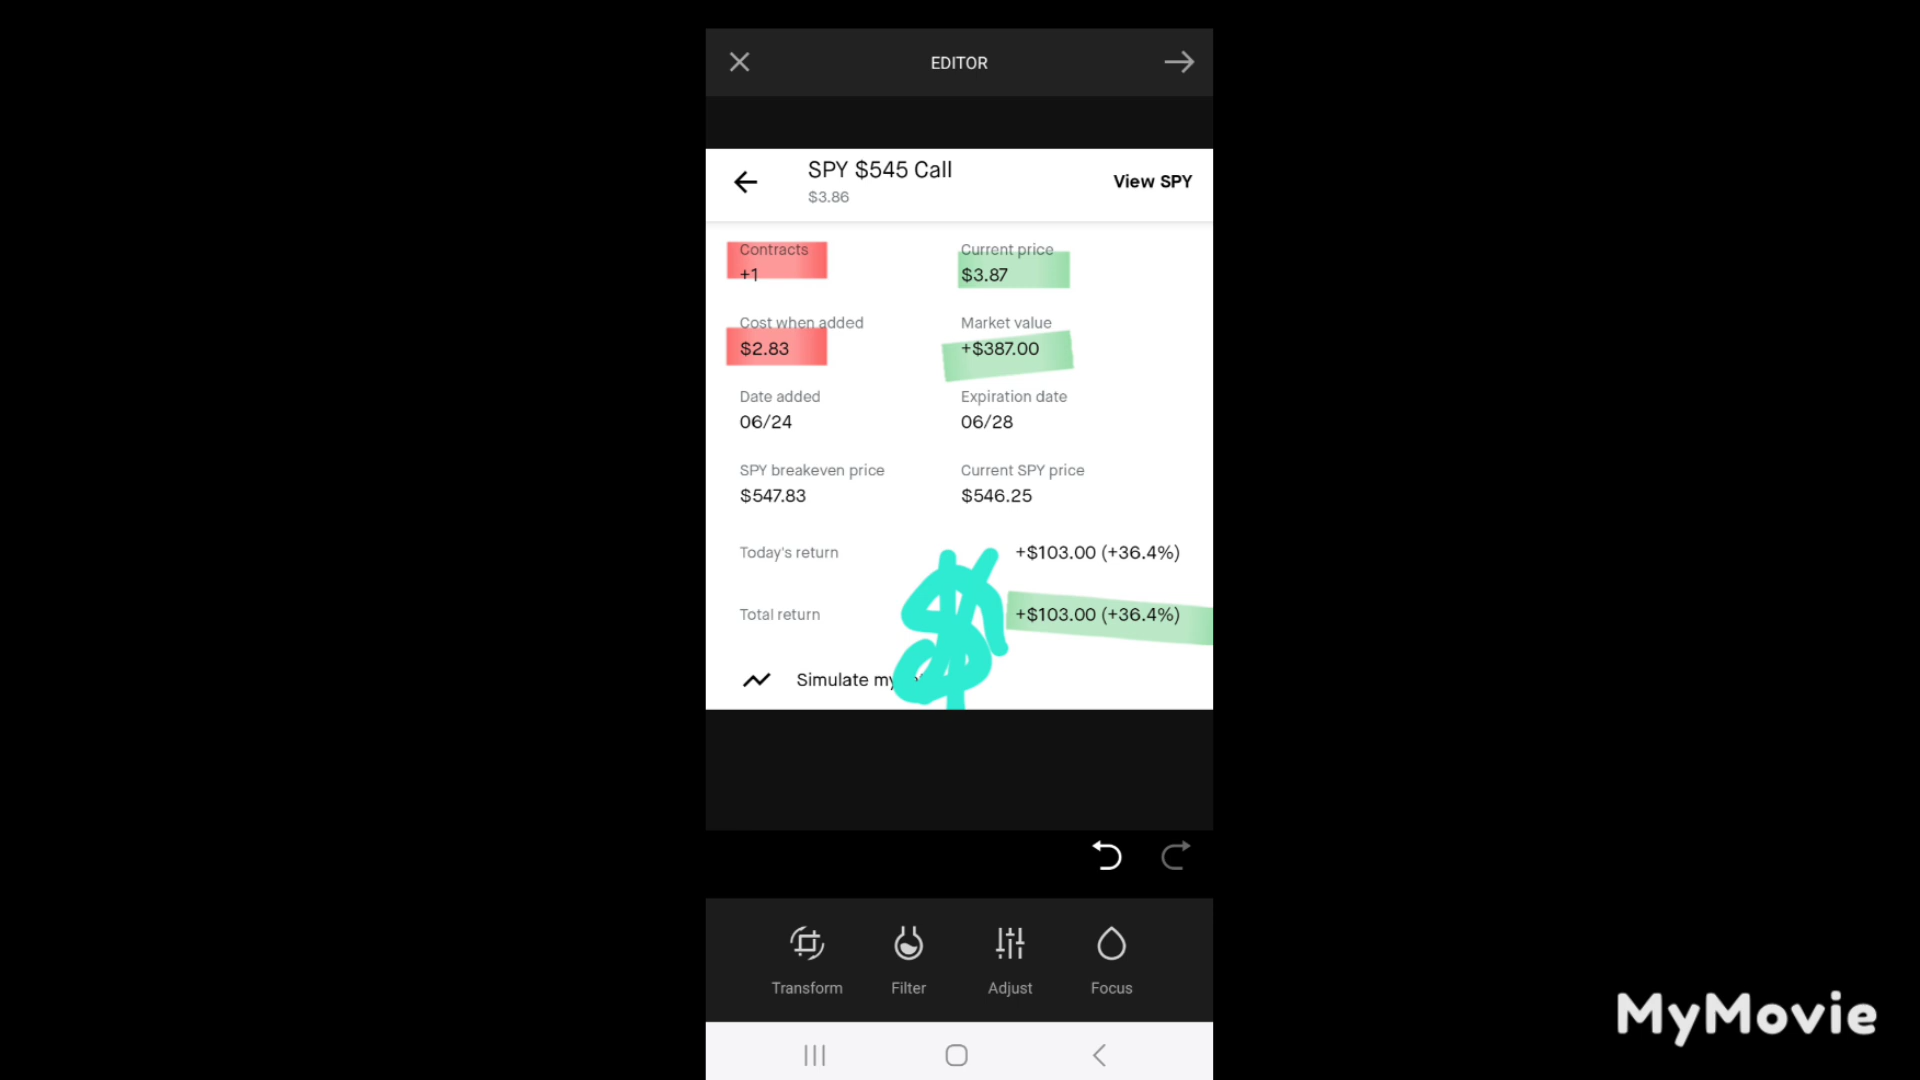 EDITOR
SPY $545 Call
$3.86
View SPY
Contracts
+1
Current price
$3.87
Cost when added
$2.83
Market value
+$387.00
Date added
06/24
Expiration date
06/28
SPY breakeven price
$547.83
Current SPY price
$546.25
Today's return
+$103.00 (+36.4%)
Total return
+$103.00 (+36.4%)
$
Simulate my
Transform
Filter
Adjust
Focus
MyMovie